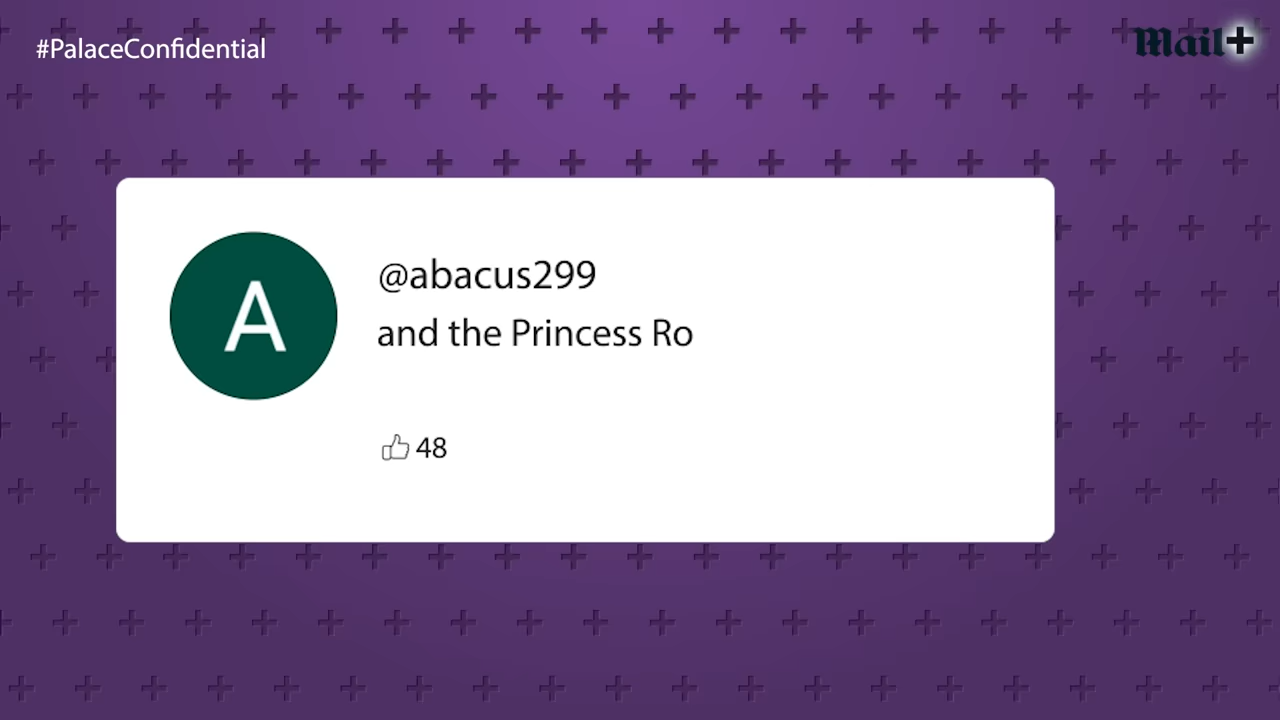 #PalaceConfidential
Mail+
A
@abacus299
and the Princess Ro
48